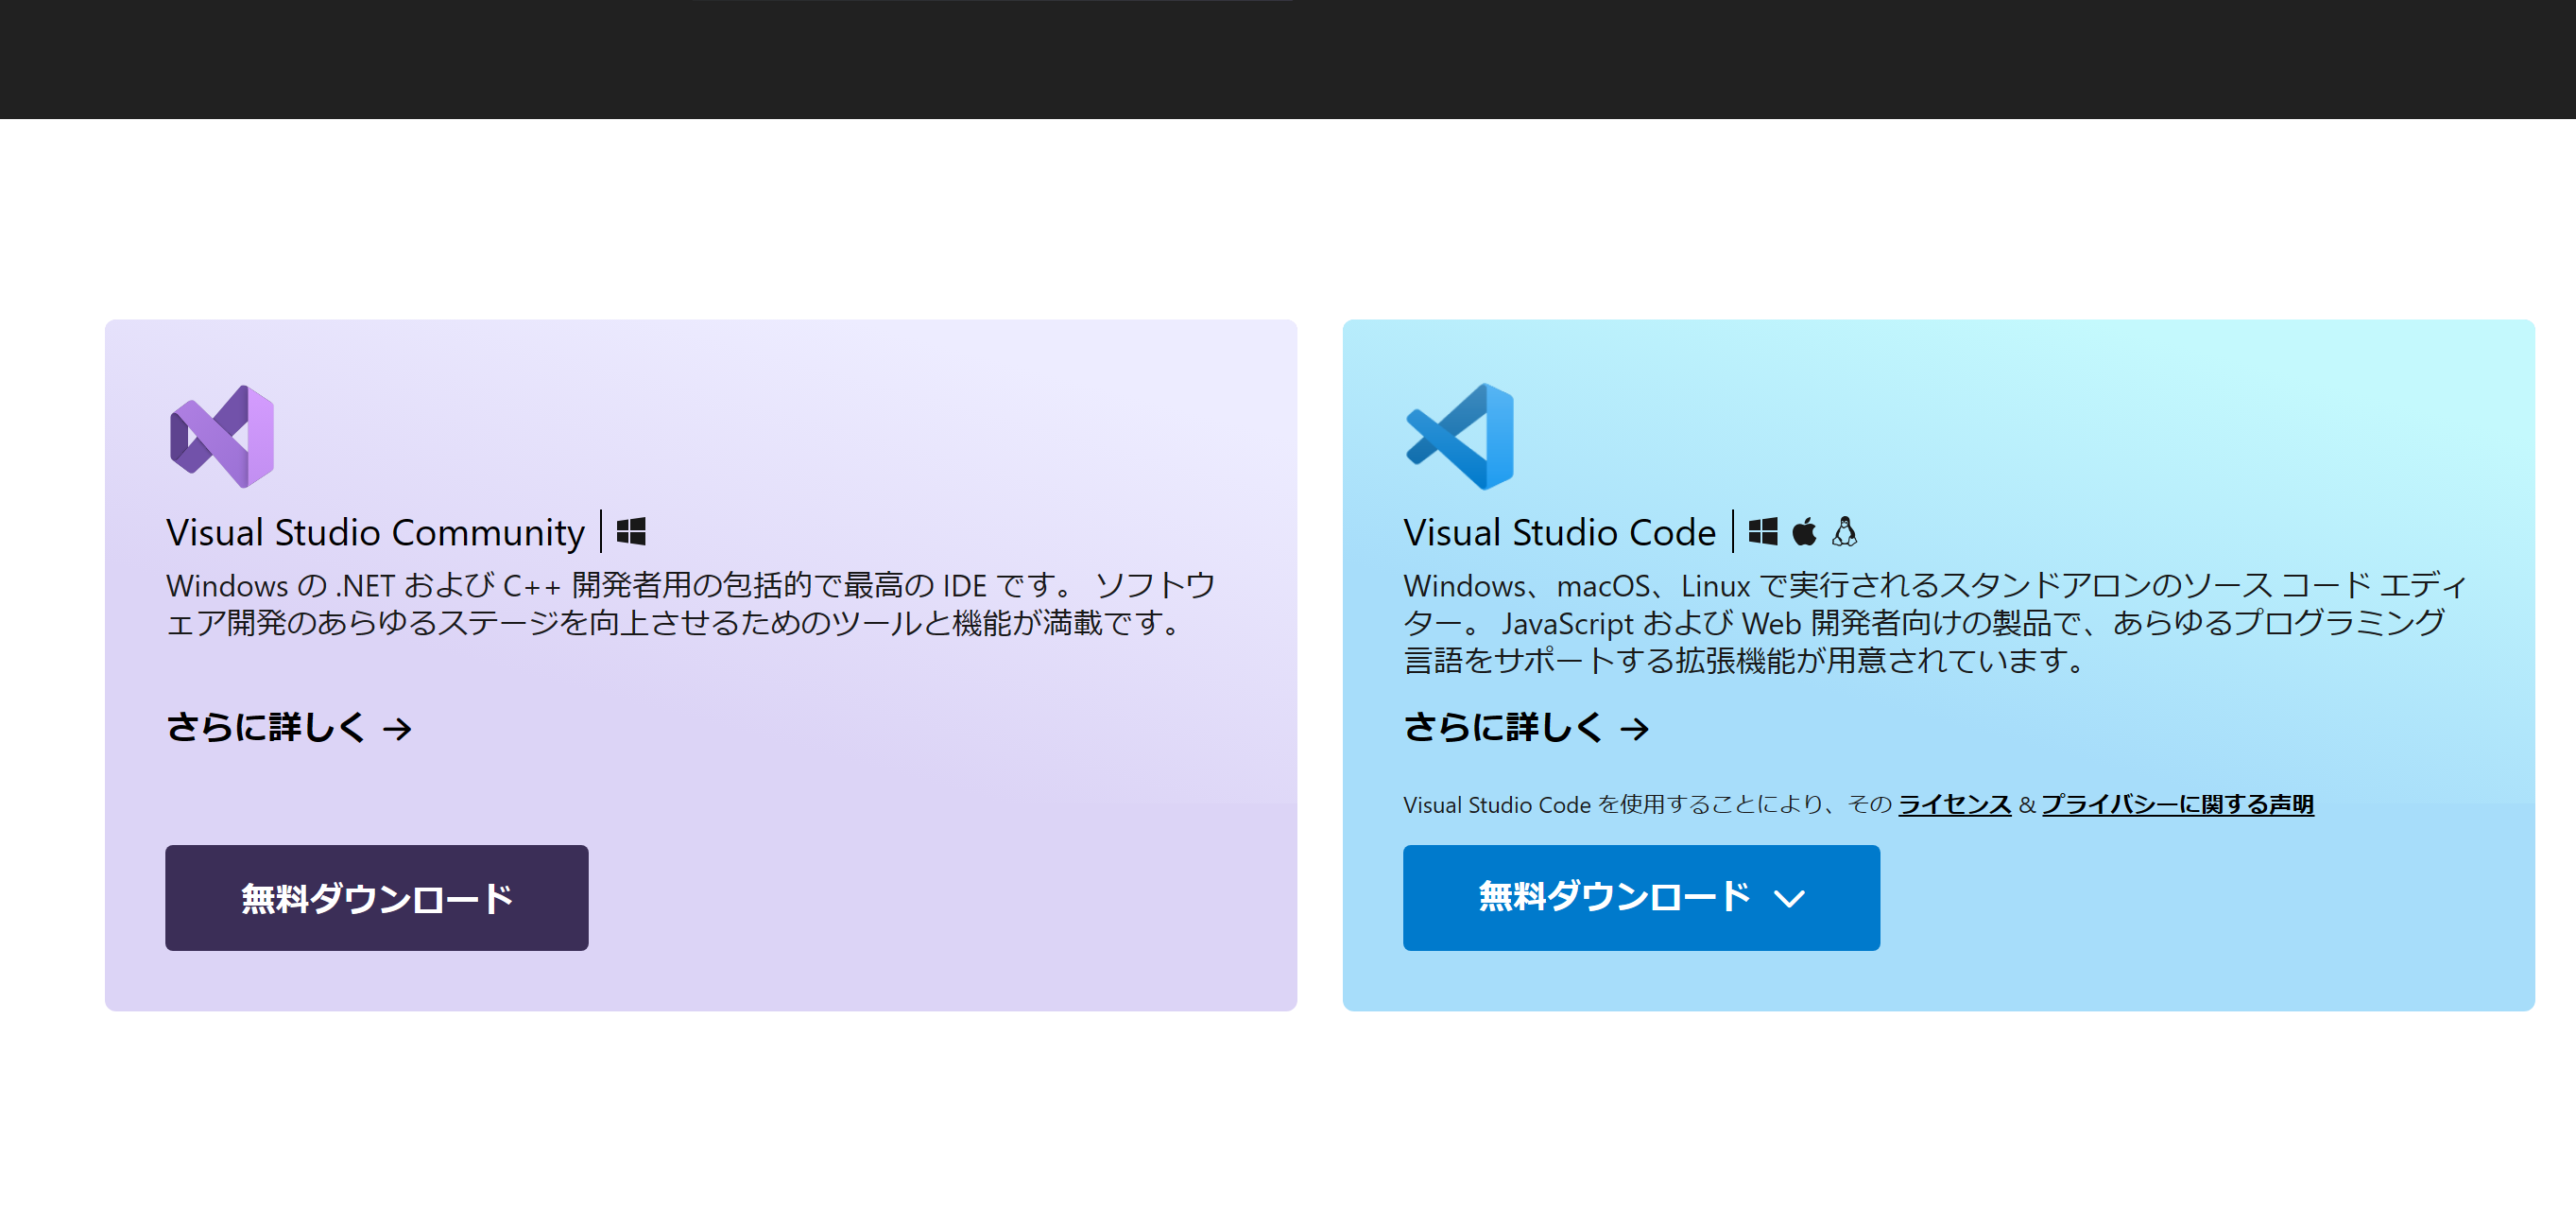 Visual Studio Community
Windows の .NET および C++ 開発者用の包括的で最高の IDE です。 ソフトウ
ェア開発のあらゆるステージを向上させるためのツールと機能が満載です。
さらに詳しく →
無料ダウンロード
Visual Studio Code
Windows、macOS、Linux で実行されるスタンドアロンのソース コード エディ
ター。 JavaScript および Web 開発者向けの製品で、あらゆるプログラミング
言語をサポートする拡張機能が用意されています。
さらに詳しく →
Visual Studio Code を使用することにより、その ライセンス & プライバシーに関する声明
無料ダウンロード